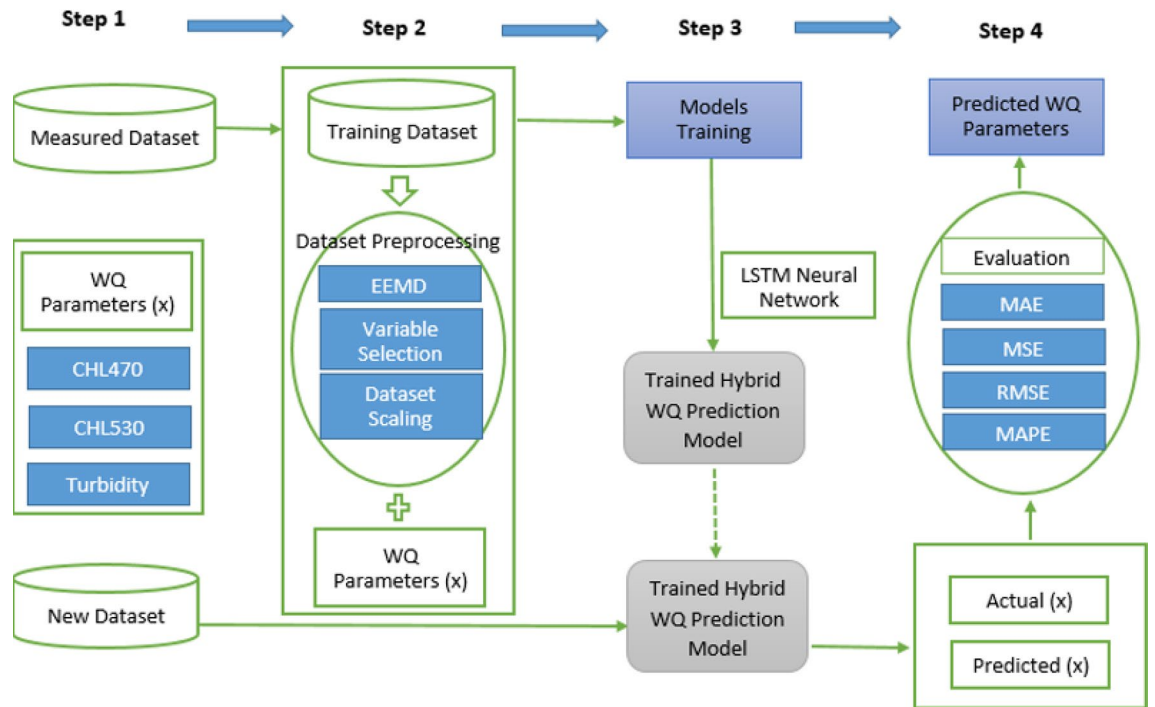 Step 1
Step 2
Step 3
Step 4
Measured Dataset
WQ
Parameters (x)
CHL470
CHL530
Turbidity
New Dataset
Training Dataset
Dataset Preprocessing
EEMD
Variable
Selection
Dataset
Scaling
WQ
Parameters (x)
Models
Training
LSTM Neural
Network
Trained Hybrid
WQ Prediction
Model
Trained Hybrid
WQ Prediction
Model
Predicted WQ
Parameters
Evaluation
MAE
MSE
RMSE
MAPE
Actual (x)
Predicted (x)